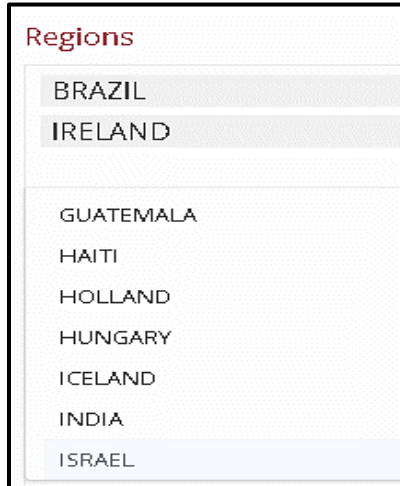 Regions
BRAZIL
IRELAND
GUATEMALA
HAITI
HOLLAND
HUNGARY
ICELAND
INDIA
ISRAEL